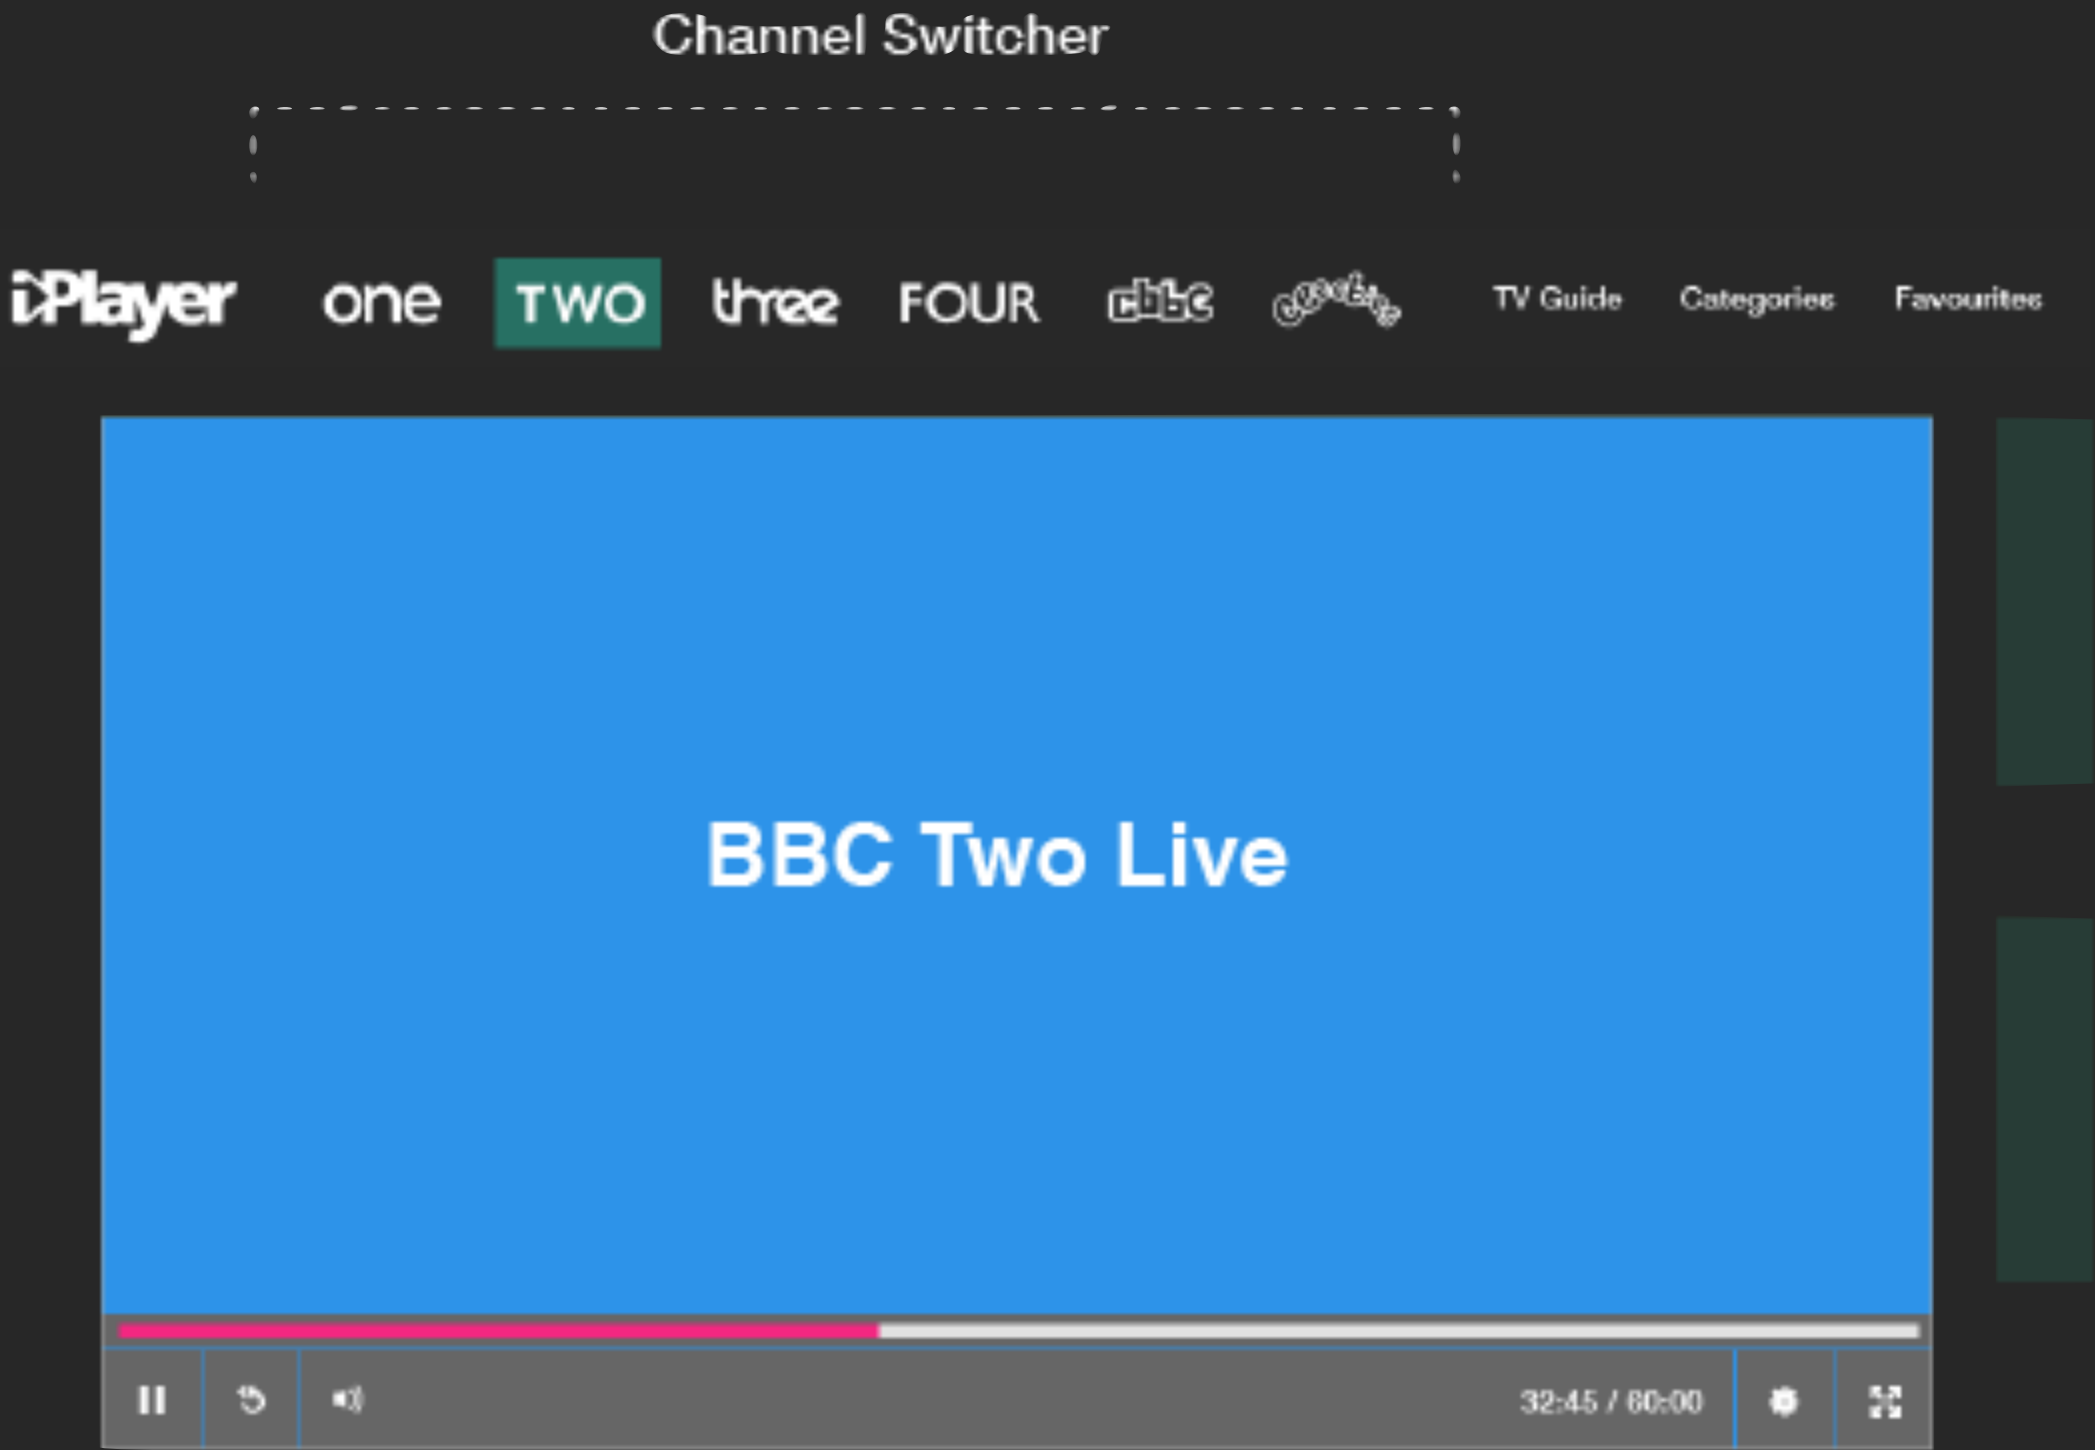 Channel Switcher
iPlayer one TWO three FOUR cbbc cbeebies TV Guide Categories Favourites
BBC Two Live
32:45 / 60:00